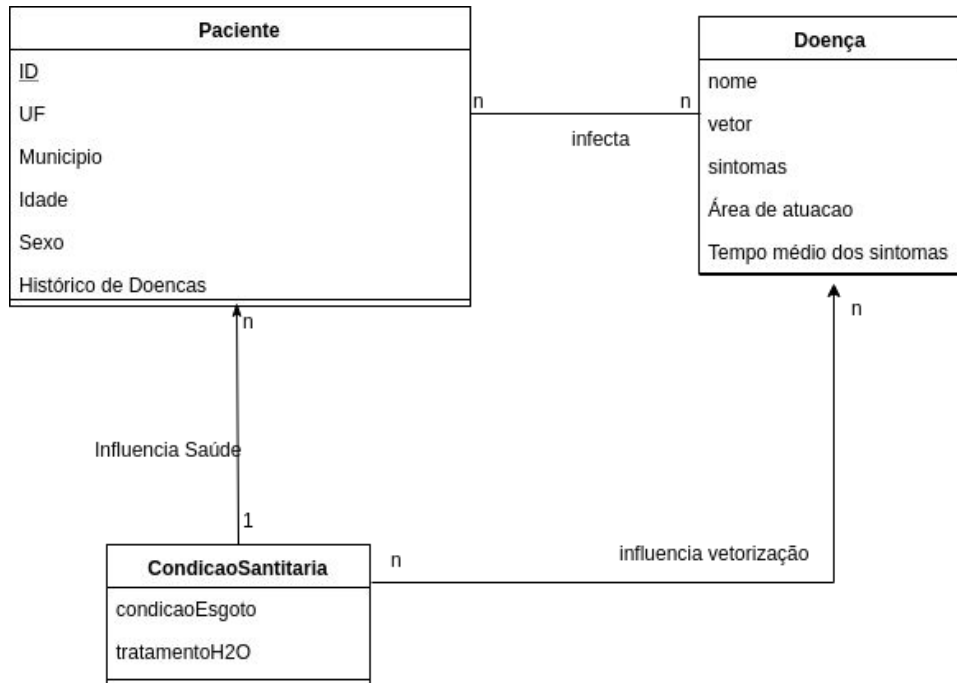 Paciente
ID
UF
Municipio
Idade
Sexo
Histórico de Doencas
n
n
infecta
Doença
nome
vetor
sintomas
Área de atuacao
Tempo médio dos sintomas
n
n
Influencia Saúde
1
CondicaoSantitaria
condicaoEsgoto
tratamentoH2O
n
influencia vetorização